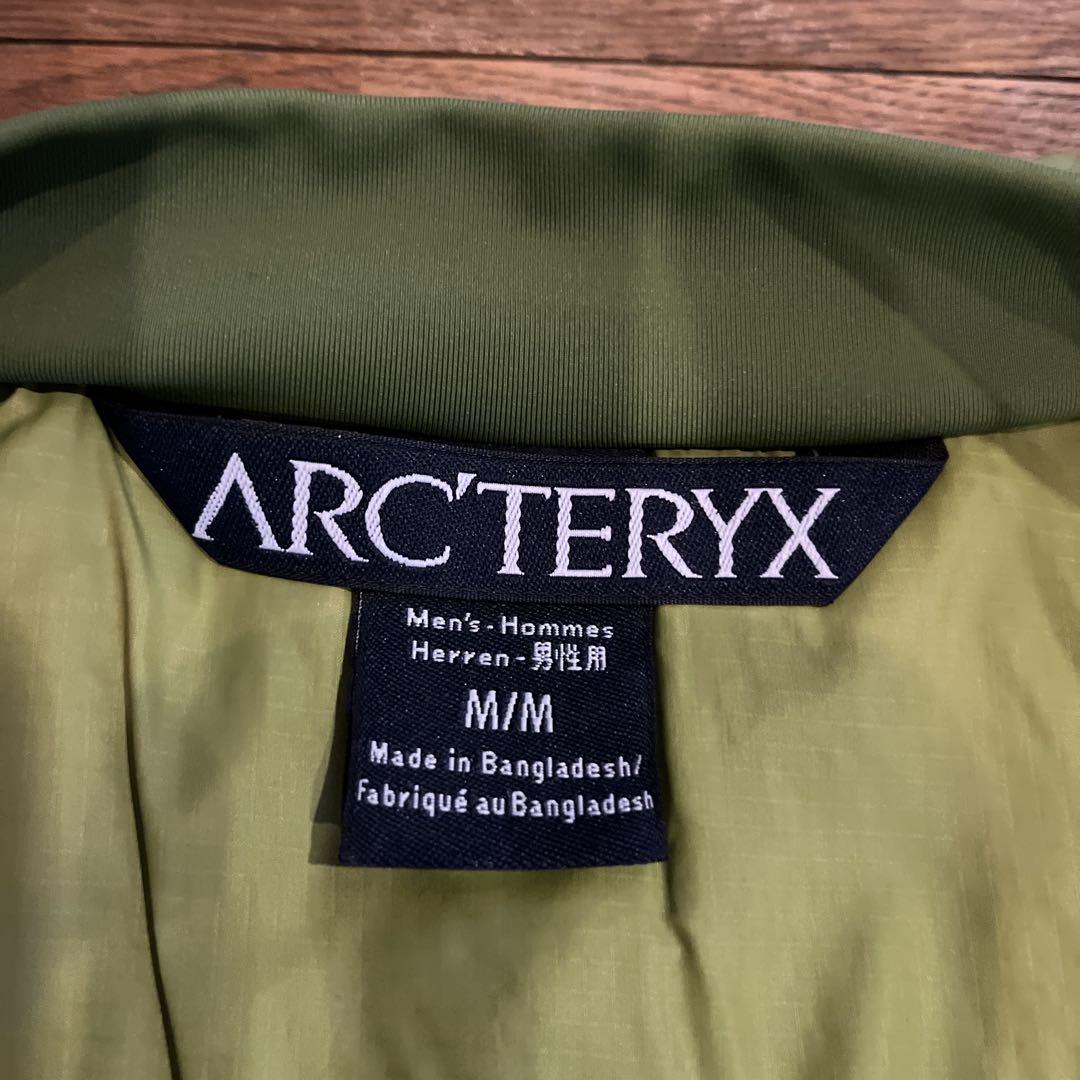 ARC'TERYX
Men's - Hommes
Herren - 男性用
M/M
Made in Bangladesh/
Fabriqué au Bangladesh